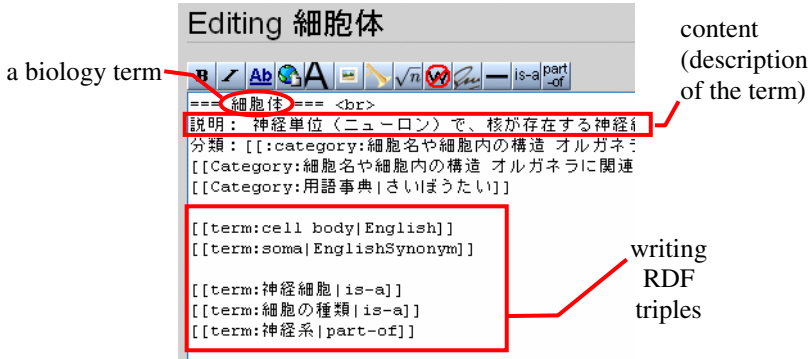 Editing 細胞体
content
(description
of the term)
a biology term
B I Ab A √n W is-a part-of
=== 細胞体 === <br>
説明： 神経単位（ニューロン）で、核が存在する神経
分類：[[:category:細胞名や細胞内の構造 オルガネラ
[[Category:細胞名や細胞内の構造 オルガネラに関連
[[Category:用語事典|さいぼうたい]]
[[term:cell body|English]]
[[term:soma|EnglishSynonym]]
writing
RDF
triples
[[term:神経細胞|is-a]]
[[term:細胞の種類|is-a]]
[[term:神経系|part-of]]